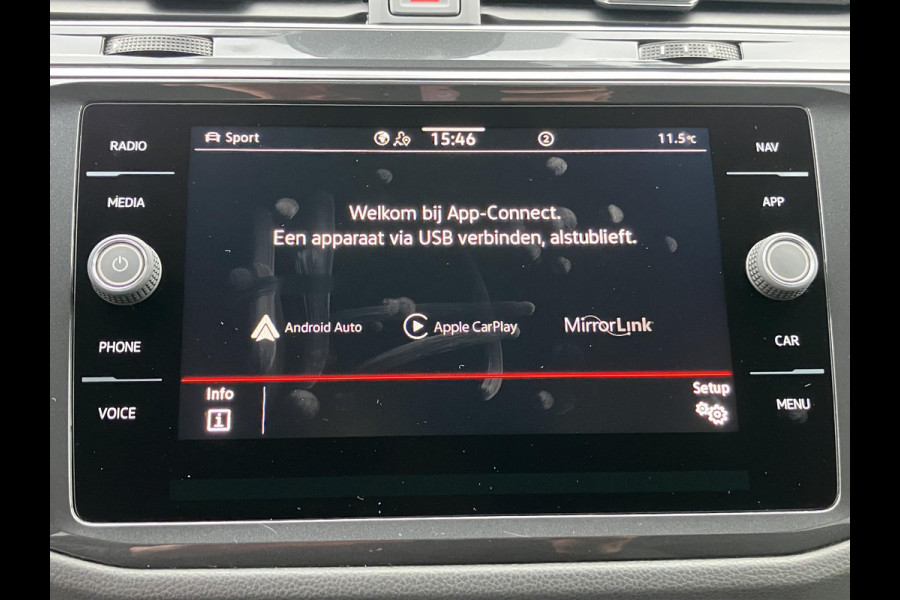 Sport 15:46 2 11.5°C
RADIO
MEDIA
PHONE
VOICE
Welkom bij App-Connect.
Een apparaat via USB verbinden, alstublieft.
Android Auto Apple CarPlay MirrorLink
Info Setup
i
NAV
APP
CAR
MENU